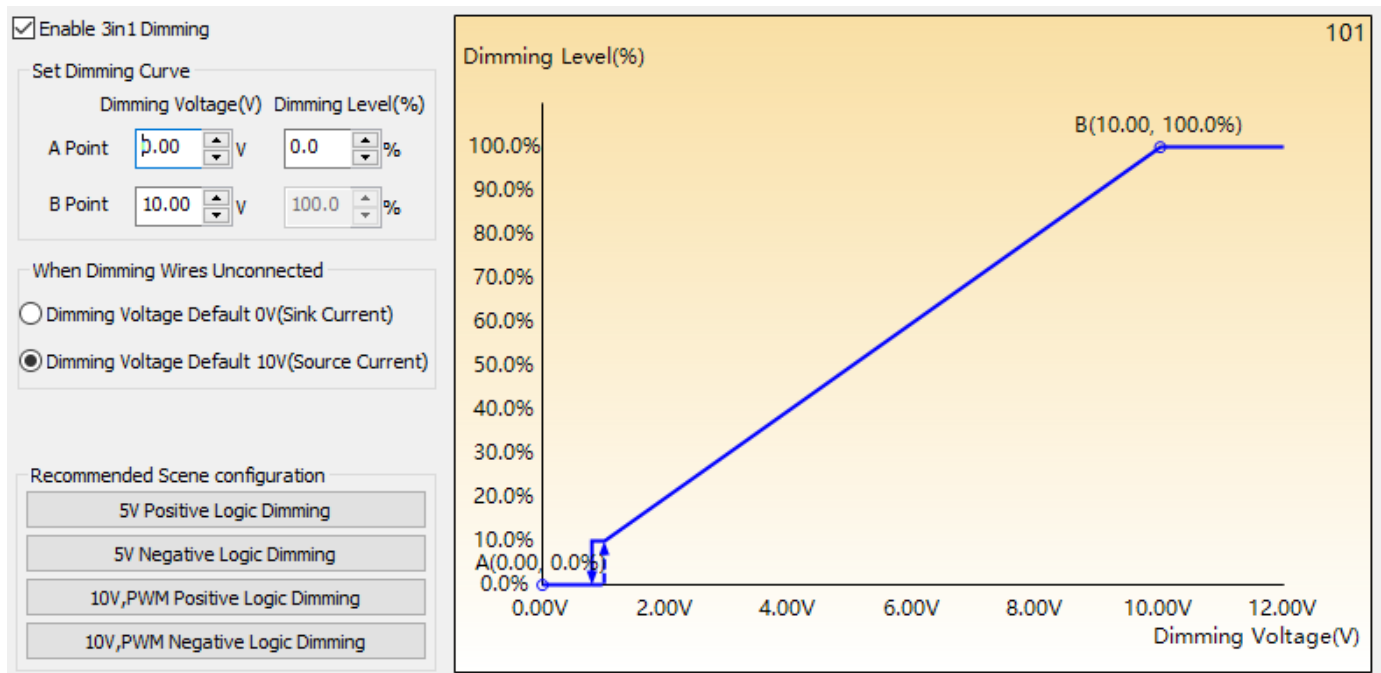 Enable 3in1 Dimming
Set Dimming Curve
Dimming Voltage(V) Dimming Level(%)
A Point 0.00 V 0.0 %
B Point 10.00 V 100.0 %
When Dimming Wires Unconnected
Dimming Voltage Default 0V(Sink Current)
Dimming Voltage Default 10V(Source Current)
Recommended Scene configuration
5V Positive Logic Dimming
5V Negative Logic Dimming
10V,PWM Positive Logic Dimming
10V,PWM Negative Logic Dimming
101
Dimming Level(%)
B(10.00, 100.0%)
100.0%
90.0%
80.0%
70.0%
60.0%
50.0%
40.0%
30.0%
20.0%
10.0%
A(0.00, 0.0%)
0.0%
0.00V 2.00V 4.00V 6.00V 8.00V 10.00V 12.00V
Dimming Voltage(V)